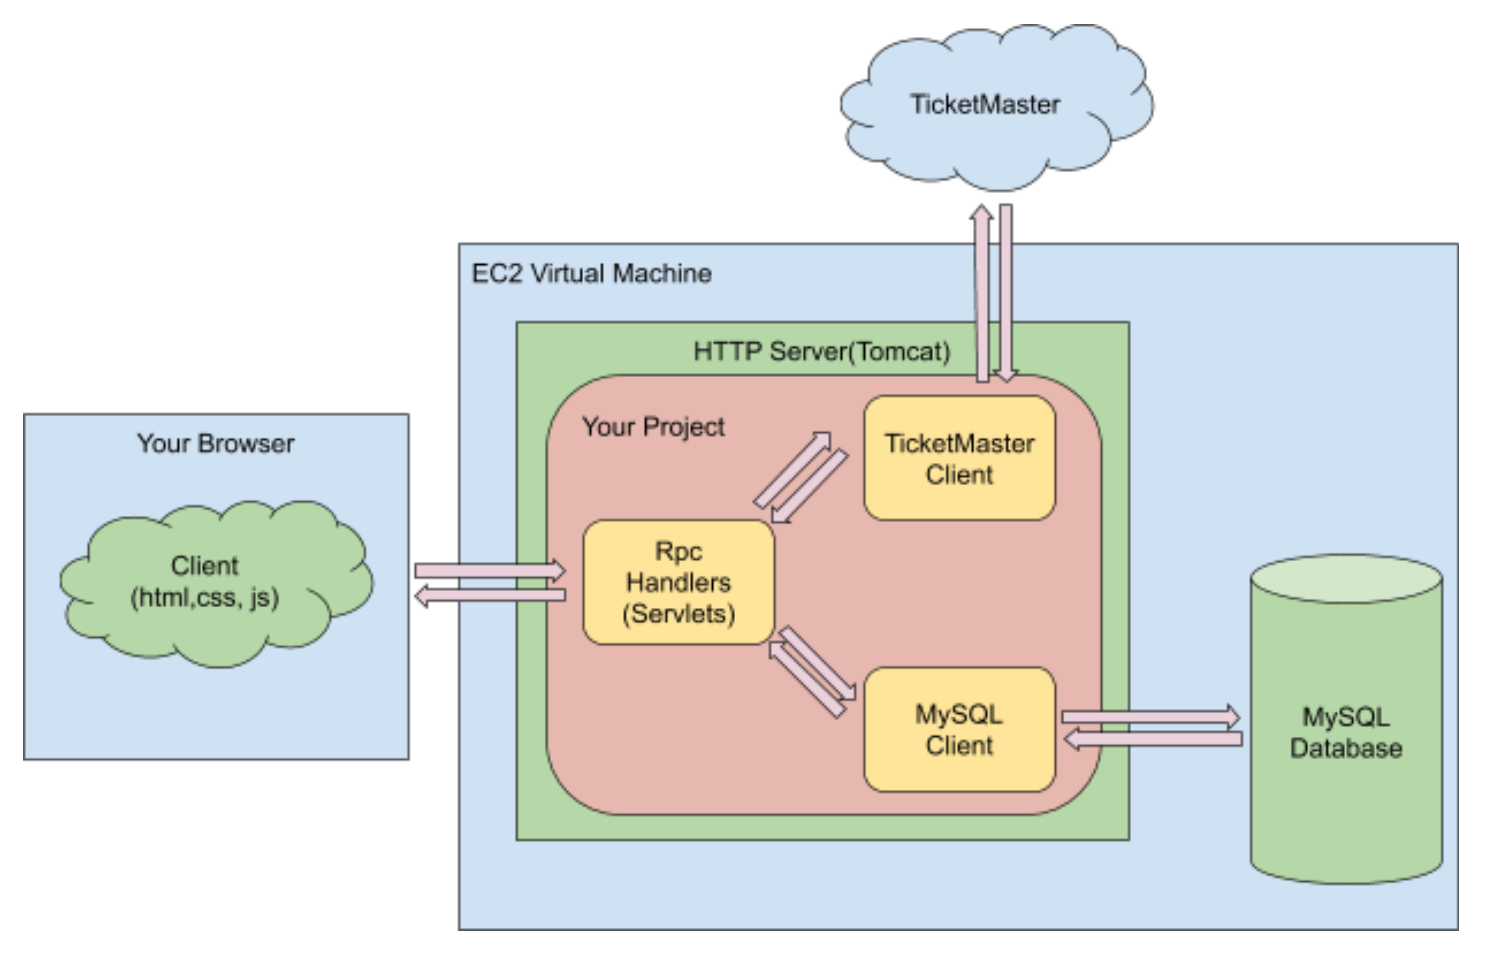 TicketMaster
EC2 Virtual Machine
HTTP Server(Tomcat)
Your Project
TicketMaster
Client
Your Browser
Client
(html,css, js)
Rpc
Handlers
(Servlets)
MySQL
Client
MySQL
Database